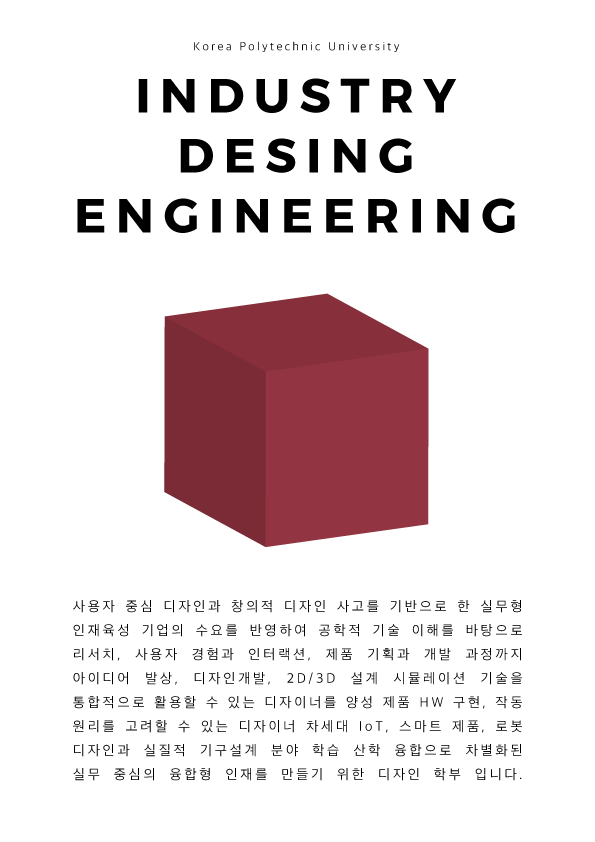 Korea Polytechnic University
INDUSTRY
DESING
ENGINEERING
사용자 중심 디자인과 창의적 디자인 사고를 기반으로 한 실무형
인재육성 기업의 수요를 반영하여 공학적 기술 이해를 바탕으로
리서치, 사용자 경험과 인터랙션, 제품 기획과 개발 과정까지
아이디어 발상, 디자인개발, 2D/3D 설계 시뮬레이션 기술을
통합적으로 활용할 수 있는 디자이너를 양성 제품 HW 구현, 작동
원리를 고려할 수 있는 디자이너 차세대 IoT, 스마트 제품, 로봇
디자인과 실질적 기구설계 분야 학습 산학 융합으로 차별화된
실무 중심의 융합형 인재를 만들기 위한 디자인 학부 입니다.